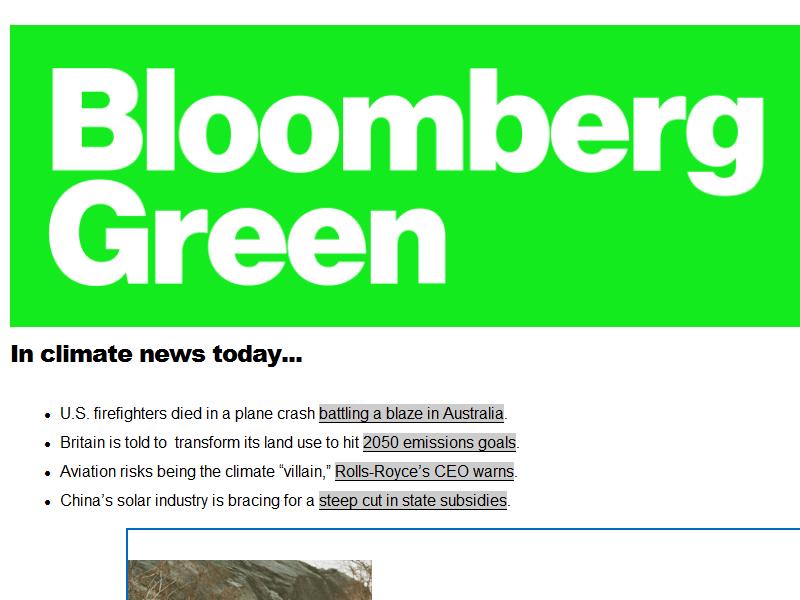 Bloomberg
Green
In climate news today...
• U.S. firefighters died in a plane crash battling a blaze in Australia.
• Britain is told to  transform its land use to hit 2050 emissions goals.
• Aviation risks being the climate “villain,” Rolls-Royce’s CEO warns.
• China’s solar industry is bracing for a steep cut in state subsidies.